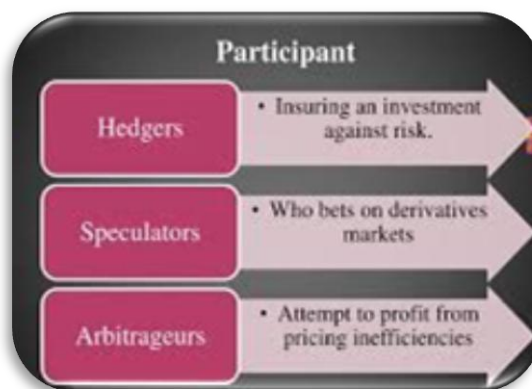 Participant
Hedgers
• Insuring an investment
against risk.
Speculators
• Who bets on derivatives
markets
Arbitrageurs
• Attempt to profit from
pricing inefficiencies